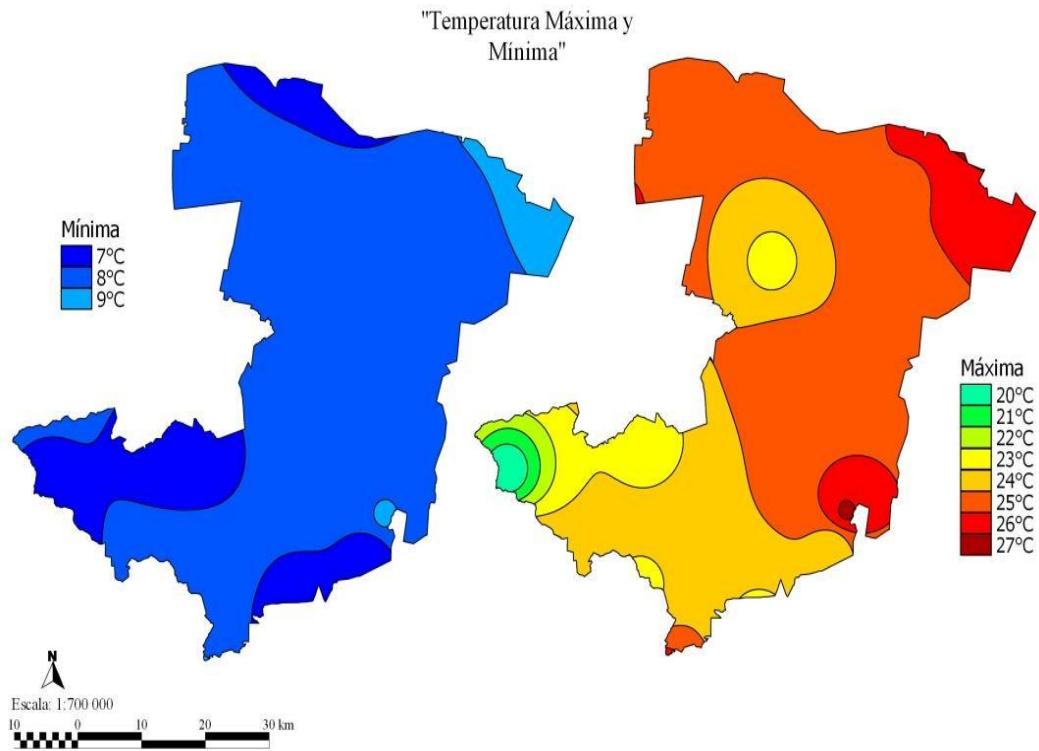 "Temperatura Máxima y
Mínima"
Mínima
7°C
8°C
9°C
Máxima
20°C
21°C
22°C
23°C
24°C
25°C
26°C
27°C
N
Escala: 1:700 000
10 0 10 20 30 km